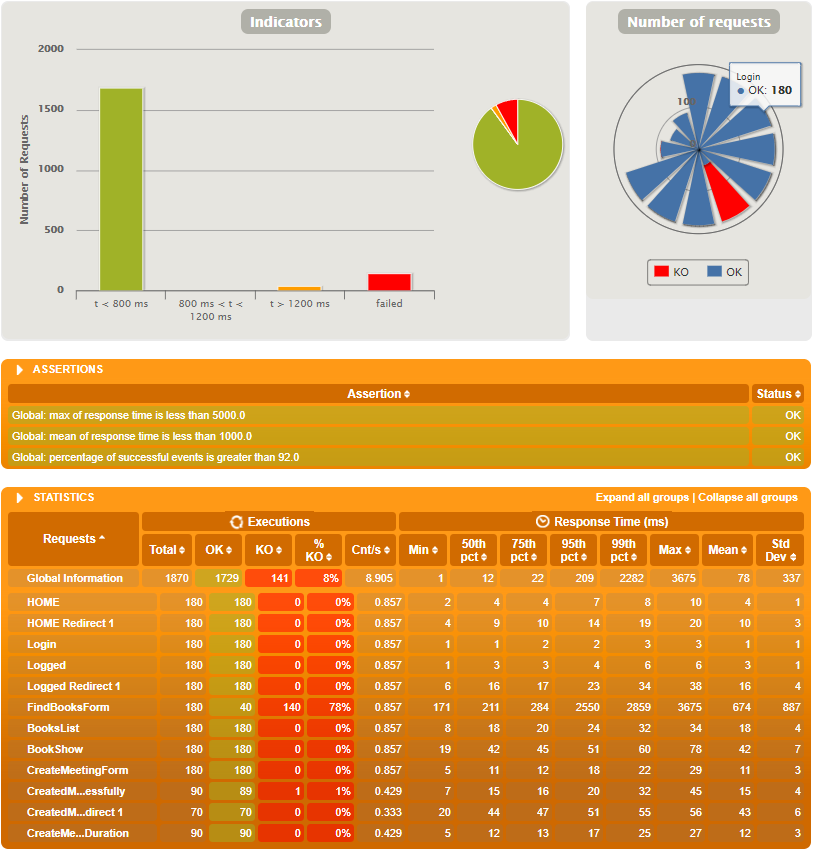 Indicators
Number of Requests
2000
1500
1000
500
0
t < 800 ms
800 ms < t <
1200 ms
t > 1200 ms
failed
Number of requests
Login
● OK: 180
KO
OK
ASSERTIONS
Assertion Status
Global: max of response time is less than 5000.0 OK
Global: mean of response time is less than 1000.0 OK
Global: percentage of successful events is greater than 92.0 OK
STATISTICS Expand all groups | Collapse all groups
Requests Executions Response Time (ms)
Total OK KO % KO Cnt/s Min 50th pct 75th pct 95th pct 99th pct Max Mean Std Dev
Global Information 1870 1729 141 8% 8.905 1 12 22 209 2282 3675 78 337
HOME 180 180 0 0% 0.857 2 4 4 7 8 10 4 1
HOME Redirect 1 180 180 0 0% 0.857 4 9 10 14 19 20 10 3
Login 180 180 0 0% 0.857 1 1 2 2 3 3 1 1
Logged 180 180 0 0% 0.857 1 3 3 4 6 6 3 1
Logged Redirect 1 180 180 0 0% 0.857 6 16 17 23 34 38 16 4
FindBooksForm 180 40 140 78% 0.857 171 211 284 2550 2859 3675 674 887
BooksList 180 180 0 0% 0.857 8 18 20 24 32 34 18 4
BookShow 180 180 0 0% 0.857 19 42 45 51 60 78 42 7
CreateMeetingForm 180 180 0 0% 0.857 5 11 12 18 22 29 11 3
CreatedM...essfully 90 89 1 1% 0.429 7 15 16 20 32 45 15 4
CreatedM...direct 1 70 70 0 0% 0.333 20 44 47 51 55 56 43 6
CreateMe...Duration 90 90 0 0% 0.429 5 12 13 17 25 27 12 3